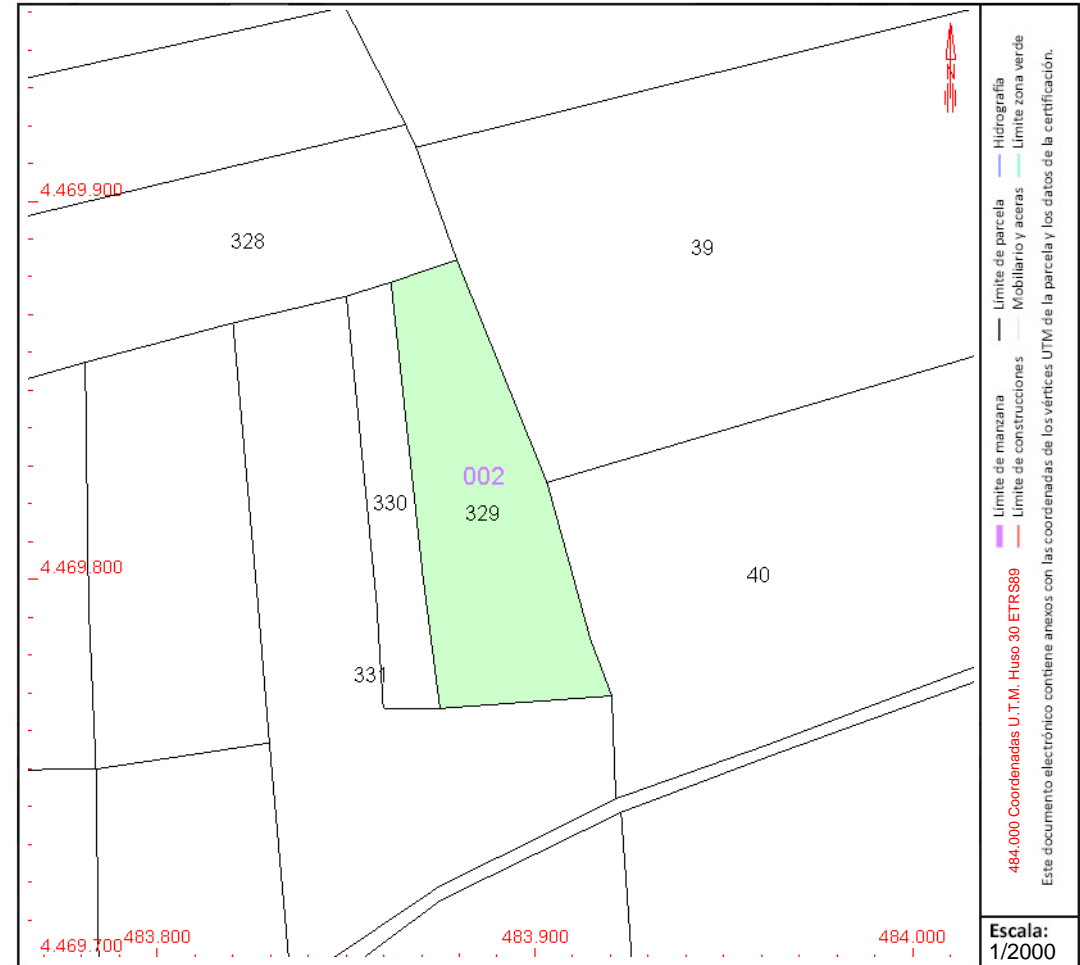 4.469.900
328
39
002
329
330
4.469.800
40
331
4.469.700
483.800
483.900
484.000
N
484.000 Coordenadas U.T.M. Huso 30 ETRS89
Límite de manzana
Límite de parcela
Hidrografía
Límite de construcciones
Mobiliario y aceras
Límite zona verde
Este documento electrónico contiene anexos con las coordenadas de los vértices UTM de la parcela y los datos de la certificación.
Escala:
1/2000